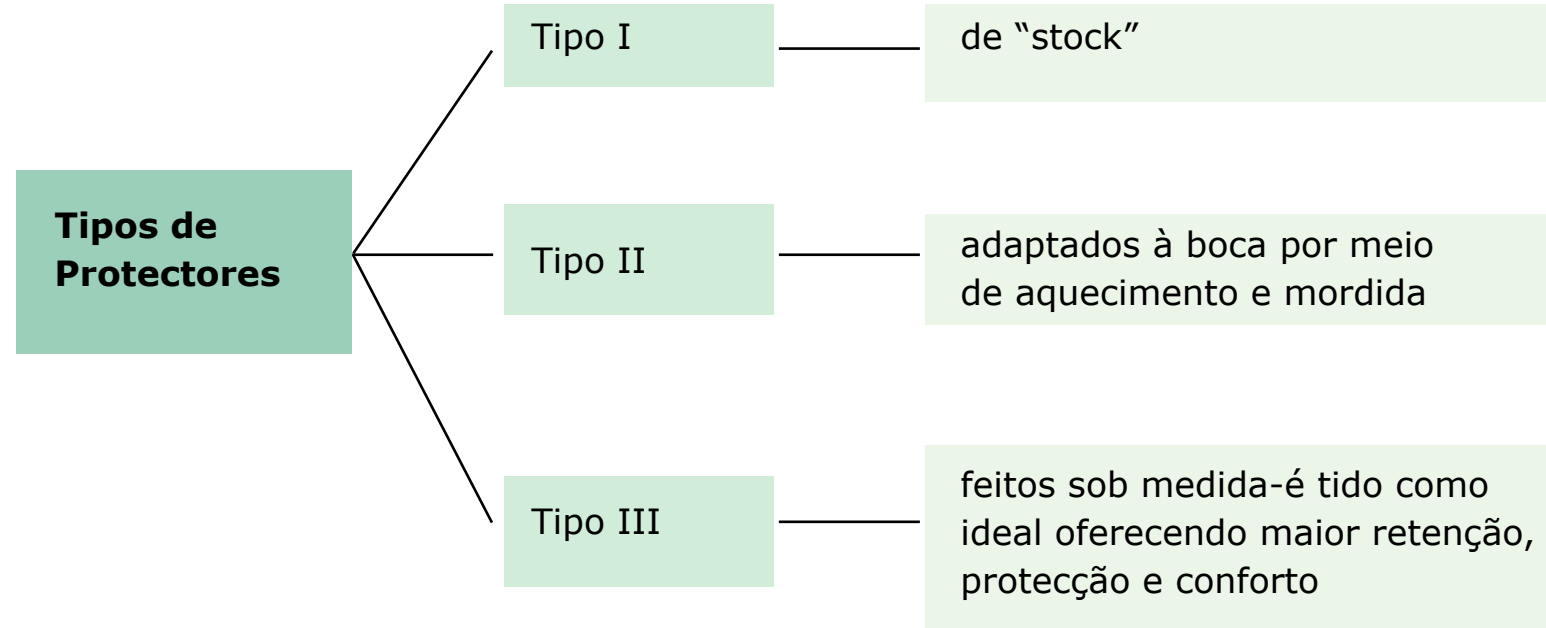 Tipos de
Protectores
Tipo I
de “stock”
Tipo II
adaptados à boca por meio
de aquecimento e mordida
Tipo III
feitos sob medida-é tido como
ideal oferecendo maior retenção,
protecção e conforto